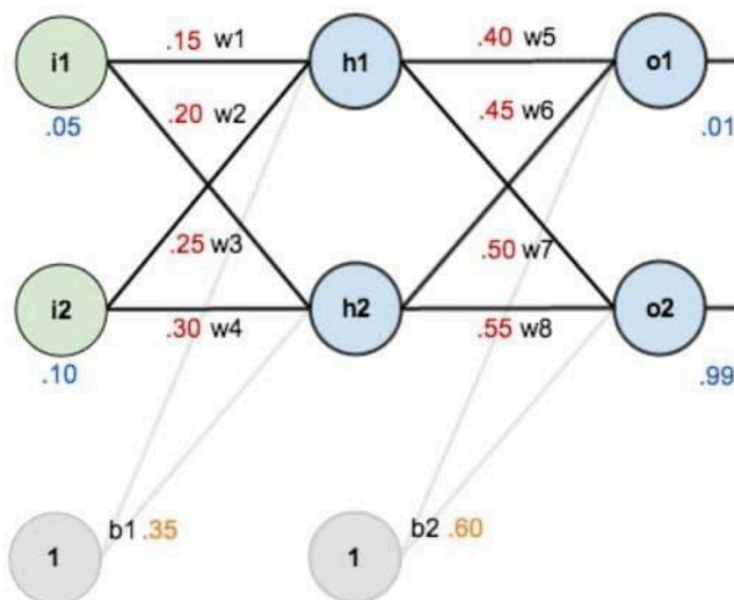 i1 .15 w1 h1 .40 w5 o1
.05 .20 w2 .45 w6 .01
.25 w3 .50 w7
i2 .30 w4 h2 .55 w8 o2
.10 .99
b1 .35 b2 .60
1 1